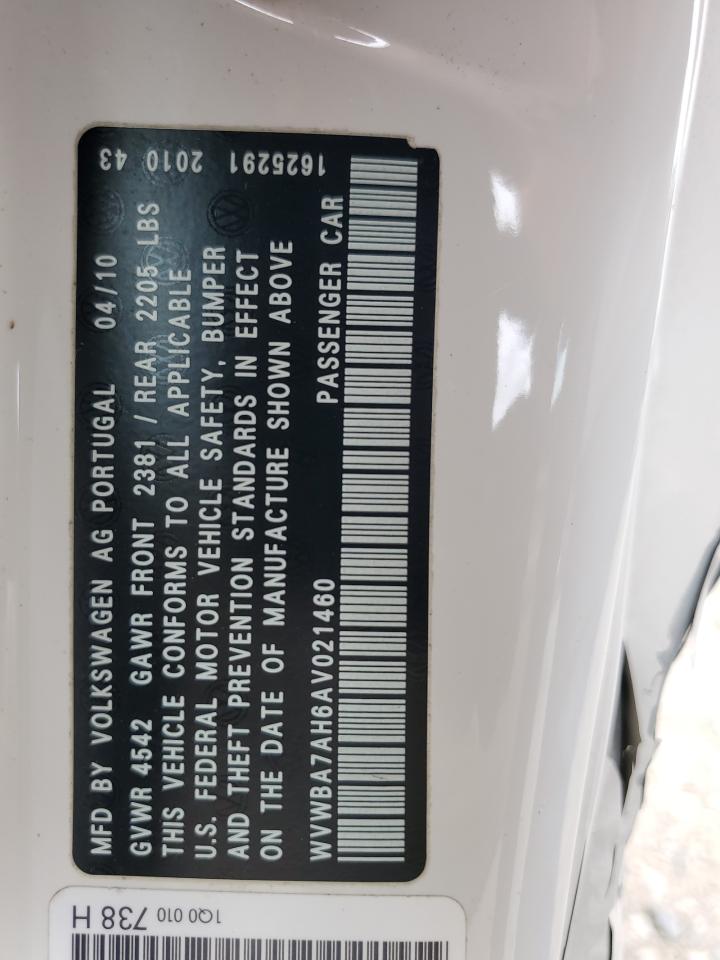 MFD BY VOLKSWAGEN AG PORTUGAL 04/10
GVWR 4542 GAWR FRONT 2381 / REAR 2205 LBS
THIS VEHICLE CONFORMS TO ALL APPLICABLE
U.S. FEDERAL MOTOR VEHICLE SAFETY, BUMPER
AND THEFT PREVENTION STANDARDS IN EFFECT
ON THE DATE OF MANUFACTURE SHOWN ABOVE
WVWBA7AH6AV021460 PASSENGER CAR
1625291 2010 43
1Q0 010 738 H